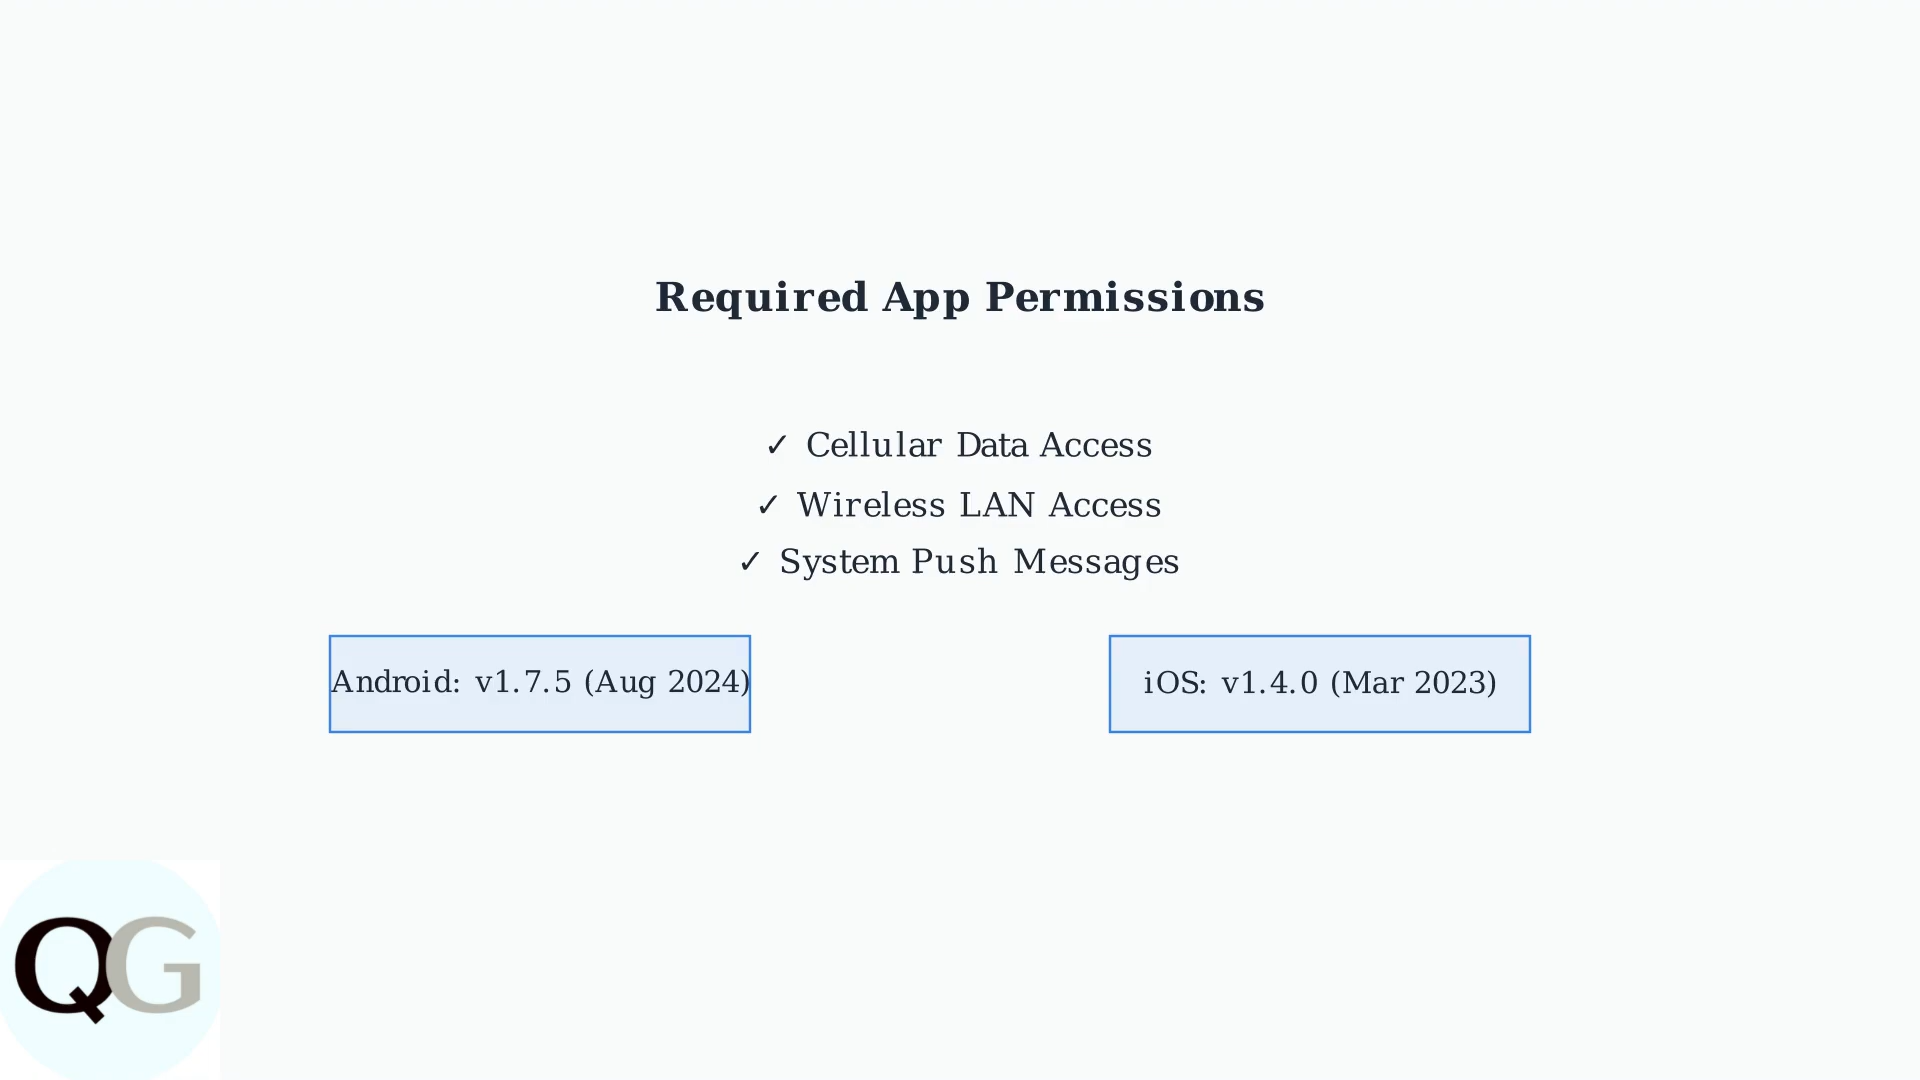 Required App Permissions
✓ Cellular Data Access
✓ Wireless LAN Access
✓ System Push Messages
Android: v1.7.5 (Aug 2024)
iOS: v1.4.0 (Mar 2023)
QG